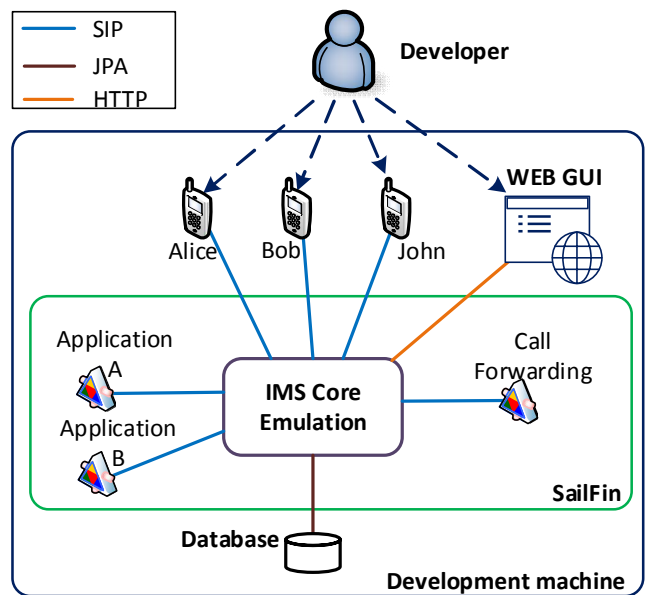 SIP
JPA
HTTP
Developer
WEB GUI
Alice
Bob
John
Application
A
Call
Forwarding
IMS Core
Emulation
Application
B
SailFin
Database
Development machine